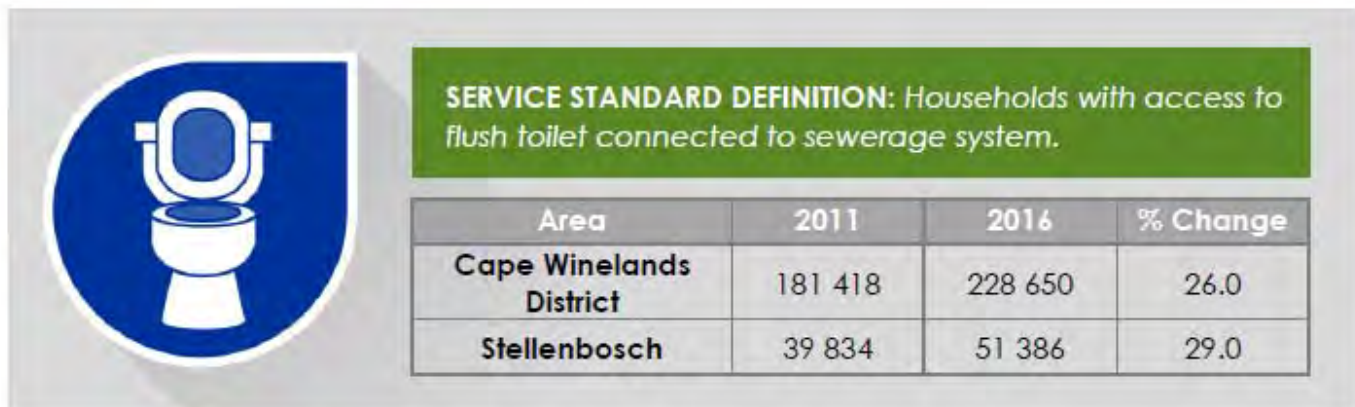 SERVICE STANDARD DEFINITION: Households with access to
flush toilet connected to sewerage system.
Area 2011 2016 % Change
Cape Winelands
District 181 418 228 650 26.0
Stellenbosch 39 834 51 386 29.0